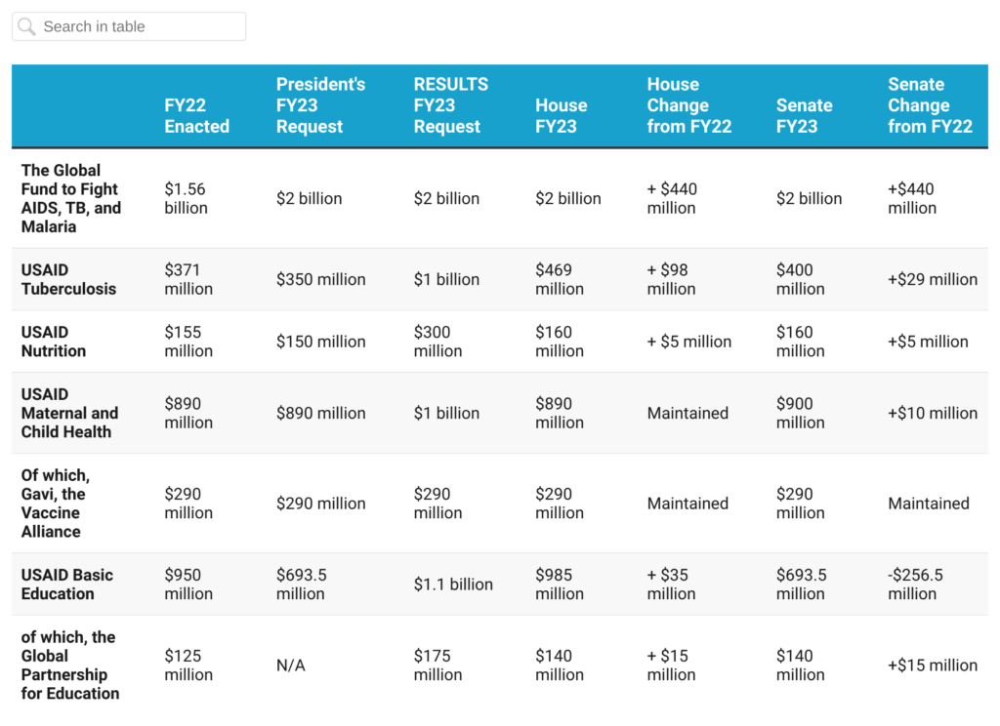 Search in table
FY22 Enacted	President's FY23 Request	RESULTS FY23 Request	House FY23	House Change from FY22	Senate FY23	Senate Change from FY22
The Global Fund to Fight AIDS, TB, and Malaria	$1.56 billion	$2 billion	$2 billion	$2 billion	+ $440 million	$2 billion	+$440 million
USAID Tuberculosis	$371 million	$350 million	$1 billion	$469 million	+ $98 million	$400 million	+$29 million
USAID Nutrition	$155 million	$150 million	$300 million	$160 million	+ $5 million	$160 million	+$5 million
USAID Maternal and Child Health	$890 million	$890 million	$1 billion	$890 million	Maintained	$900 million	+$10 million
Of which, Gavi, the Vaccine Alliance	$290 million	$290 million	$290 million	$290 million	Maintained	$290 million	Maintained
USAID Basic Education	$950 million	$693.5 million	$1.1 billion	$985 million	+ $35 million	$693.5 million	-$256.5 million
of which, the Global Partnership for Education	$125 million	N/A	$175 million	$140 million	+ $15 million	$140 million	+$15 million